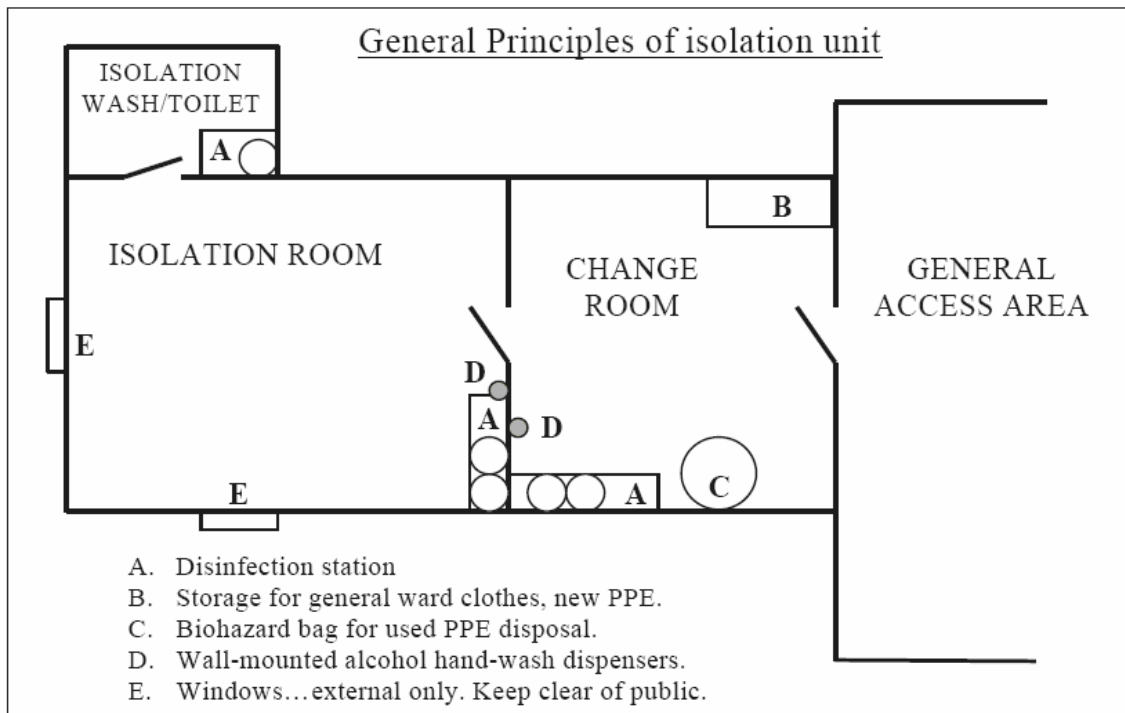 General Principles of isolation unit
ISOLATION
WASH/TOILET
A
B
ISOLATION ROOM
CHANGE
ROOM
GENERAL
ACCESS AREA
E
D
A
D
E
A
C
A. Disinfection station
B. Storage for general ward clothes, new PPE.
C. Biohazard bag for used PPE disposal.
D. Wall-mounted alcohol hand-wash dispensers.
E. Windows…external only. Keep clear of public.